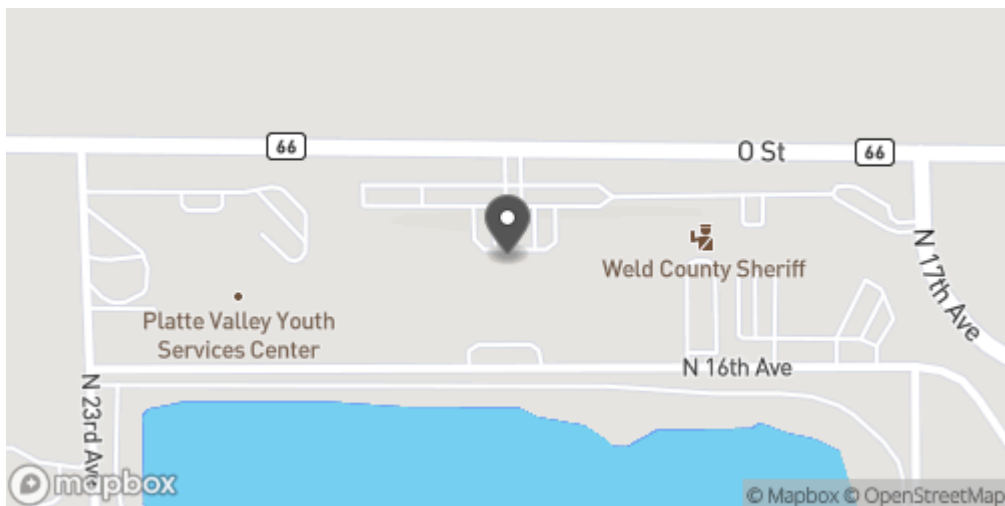 66
O St
66
Weld County Sheriff
N 17th Ave
Platte Valley Youth
Services Center
N 16th Ave
N 23rd Ave
mapbox
© Mapbox © OpenStreetMap